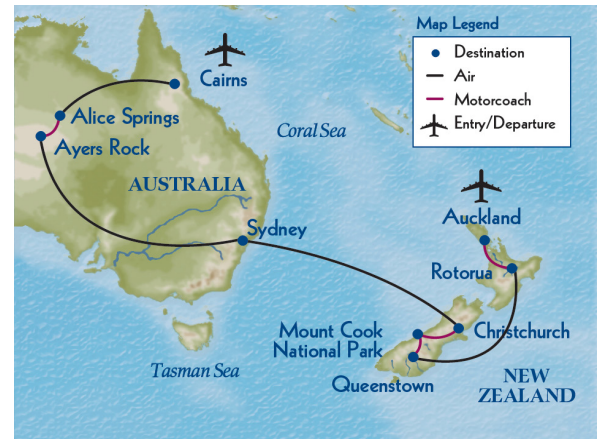 Map Legend
Destination
Air
Motorcoach
Entry/Departure
Cairns
Alice Springs
Ayers Rock
Coral Sea
AUSTRALIA
Sydney
Auckland
Rotorua
Mount Cook
National Park
Christchurch
Tasman Sea
Queenstown
NEW
ZEALAND